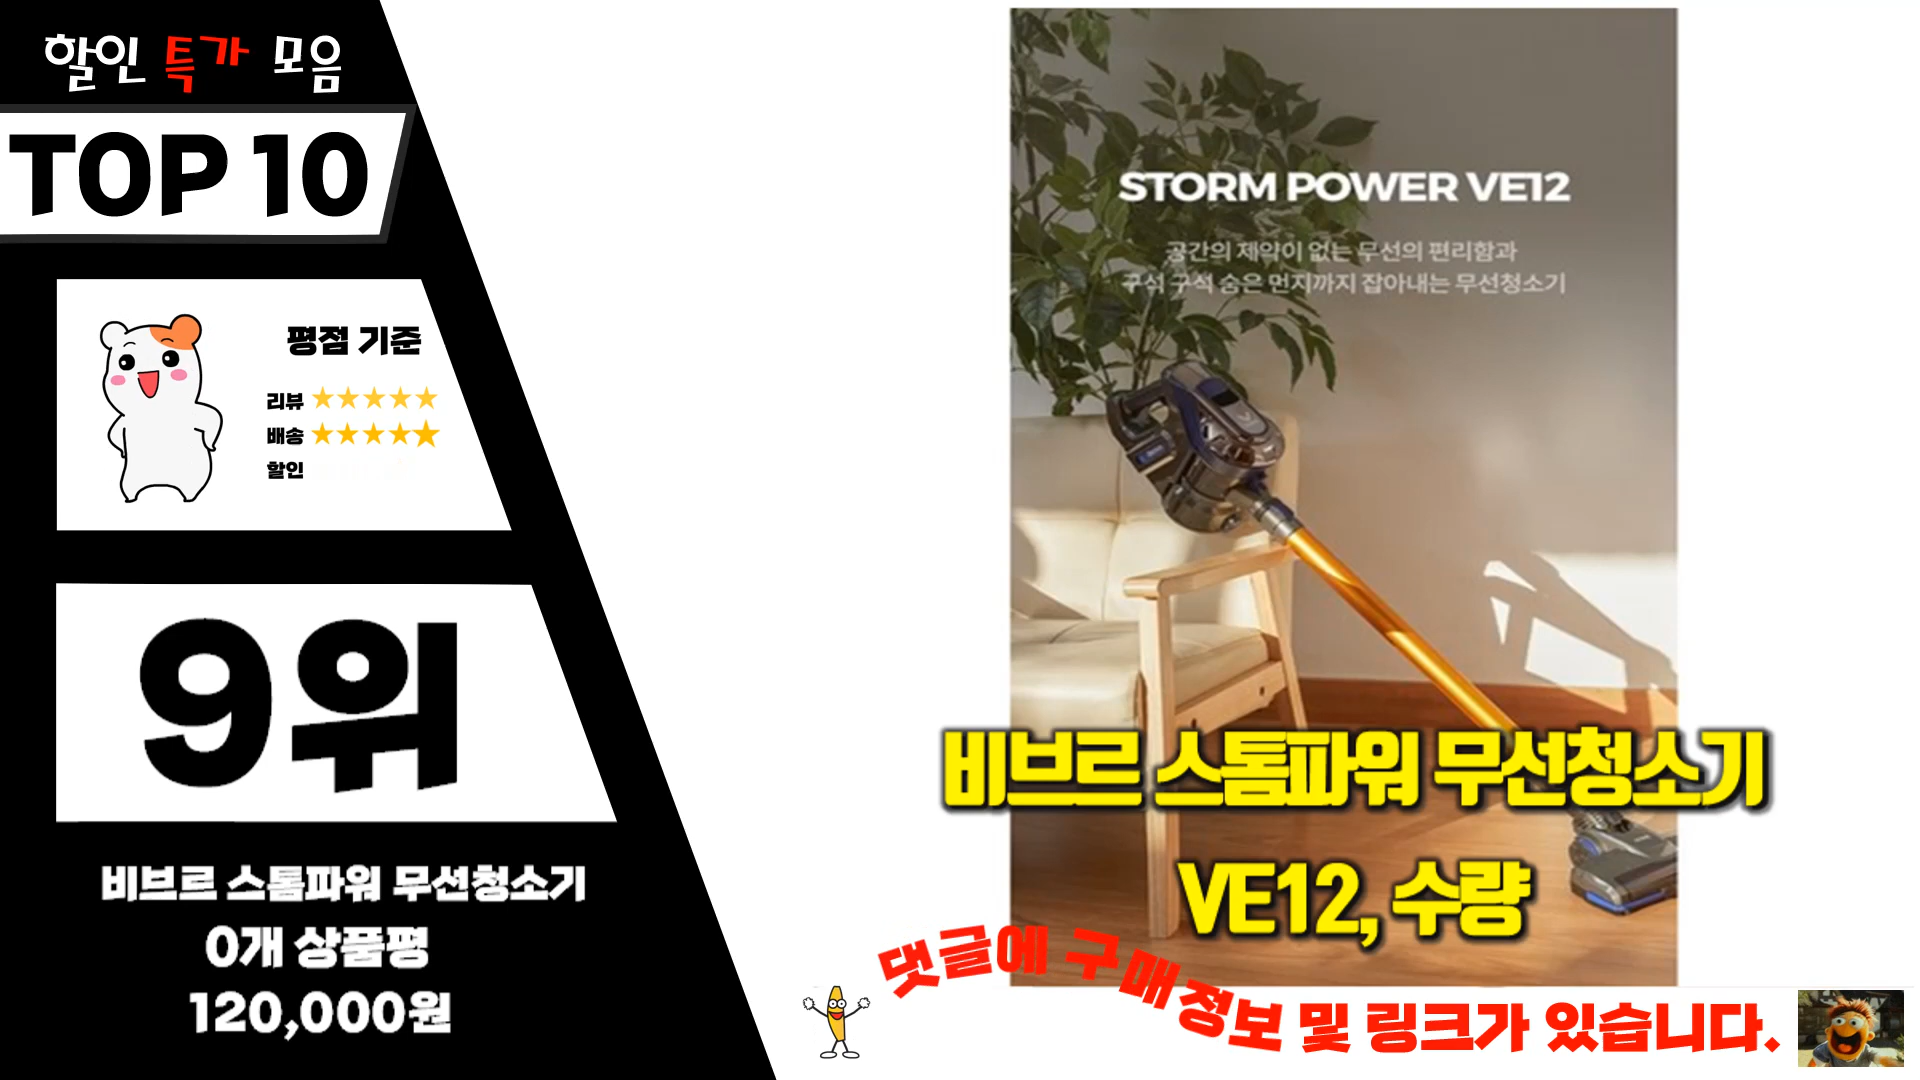 할인 특가 모음
TOP 10
평점 기준
리뷰 ★★★★★
배송 ★★★★★
할인
9위
비브르 스톰파워 무선청소기
0개 상품평
120,000원
STORM POWER VE12
공간의 제약이 없는 무선의 편리함과
구석 구석 숨은 먼지까지 잡아내는 무선청소기
비브르 스톰파워 무선청소기
VE12, 수량
댓글에 구매정보 및 링크가 있습니다.